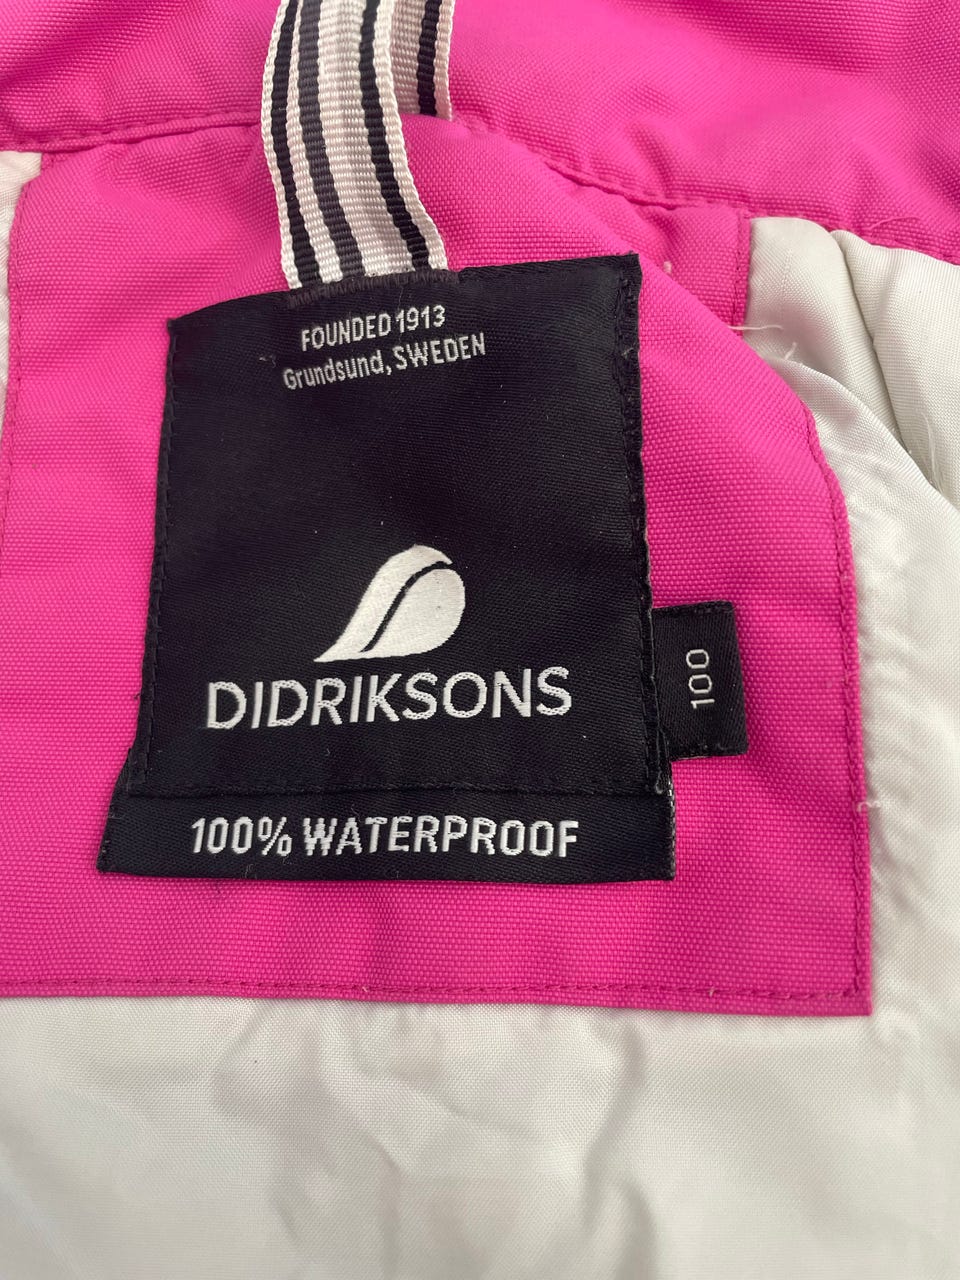 FOUNDED 1913
Grundsund, SWEDEN
DIDRIKSONS
100
100% WATERPROOF